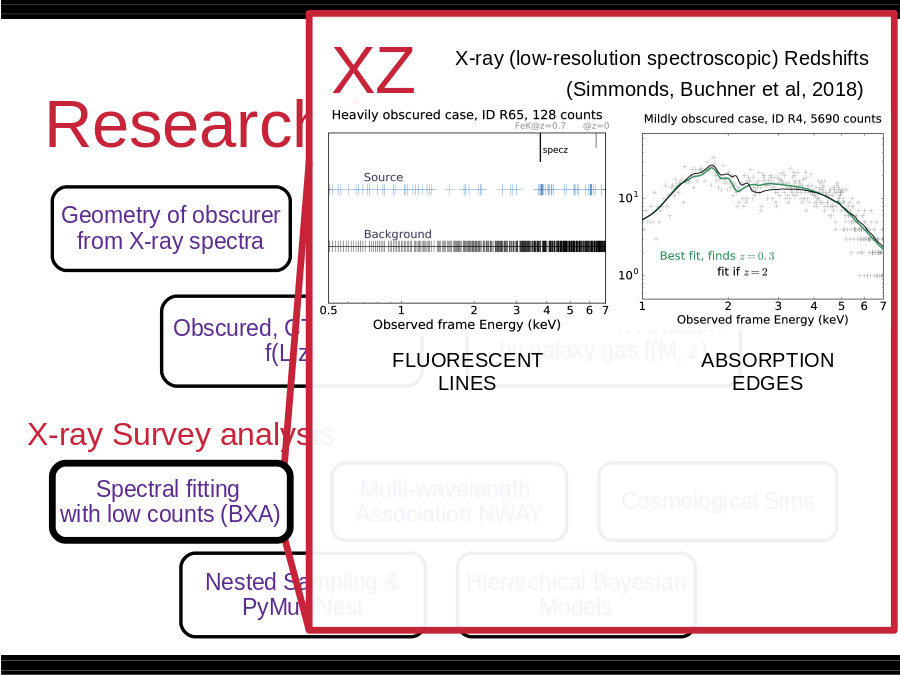 XZ
X-ray (low-resolution spectroscopic) Redshifts
(Simmonds, Buchner et al, 2018)
Research
Heavily obscured case, ID R65, 128 counts
FeK@z=0.7 @z=0
specz
Source
Background
0.5 1 2 3 4 5 6 7
Observed frame Energy (keV)
Mildly obscured case, ID R4, 5690 counts
10¹
10⁰
Best fit, finds z=0.3
fit if z=2
1 2 3 4 5 6 7
Observed frame Energy (keV)
FLUORESCENT
LINES
ABSORPTION
EDGES
Geometry of obscurer
from X-ray spectra
Obscured,
by galaxy gas
X-ray Survey analysis
Spectral fitting
with low counts (BXA)
Multi-wavelength
Association NWAY
Cosmological Sims
Nested Sampling &
PyMultiNest
Hierarchical Bayesian
Models